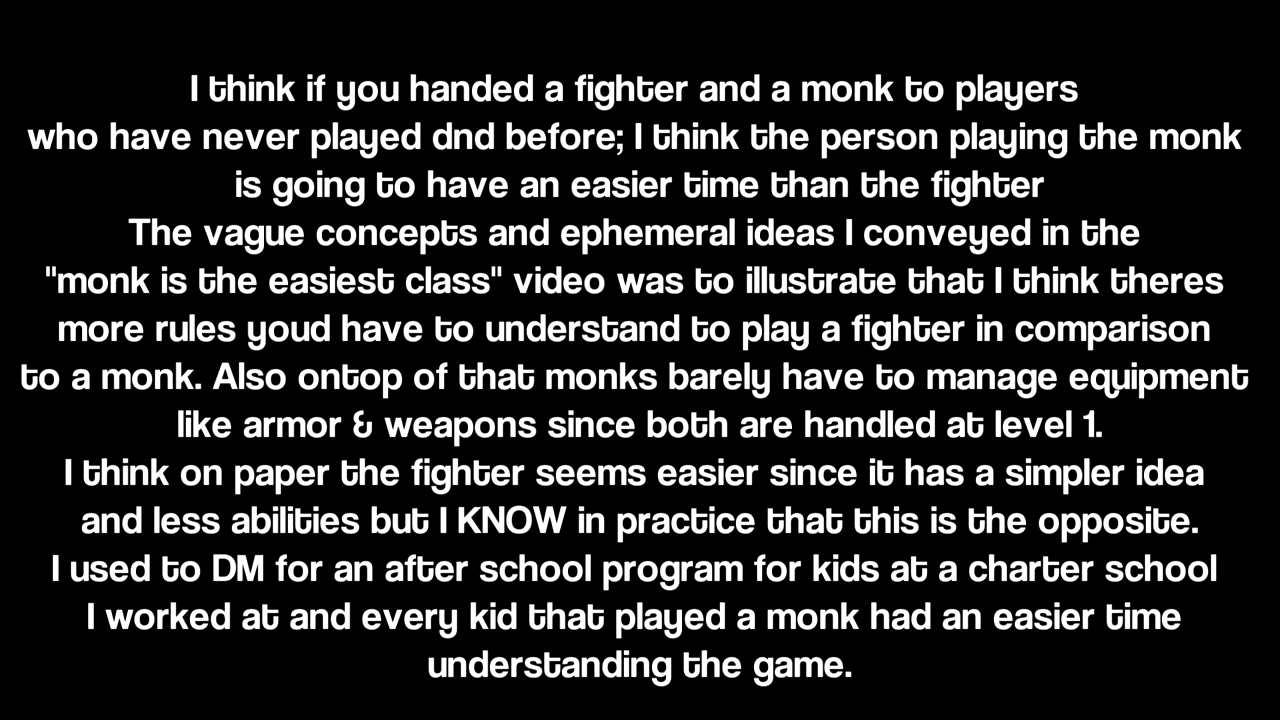 I think if you handed a fighter and a monk to players
who have never played dnd before; I think the person playing the monk
is going to have an easier time than the fighter
The vague concepts and ephemeral ideas I conveyed in the
"monk is the easiest class" video was to illustrate that I think theres
more rules youd have to understand to play a fighter in comparison
to a monk. Also ontop of that monks barely have to manage equipment
like armor & weapons since both are handled at level 1.
I think on paper the fighter seems easier since it has a simpler idea
and less abilities but I KNOW in practice that this is the opposite.
I used to DM for an after school program for kids at a charter school
I worked at and every kid that played a monk had an easier time
understanding the game.